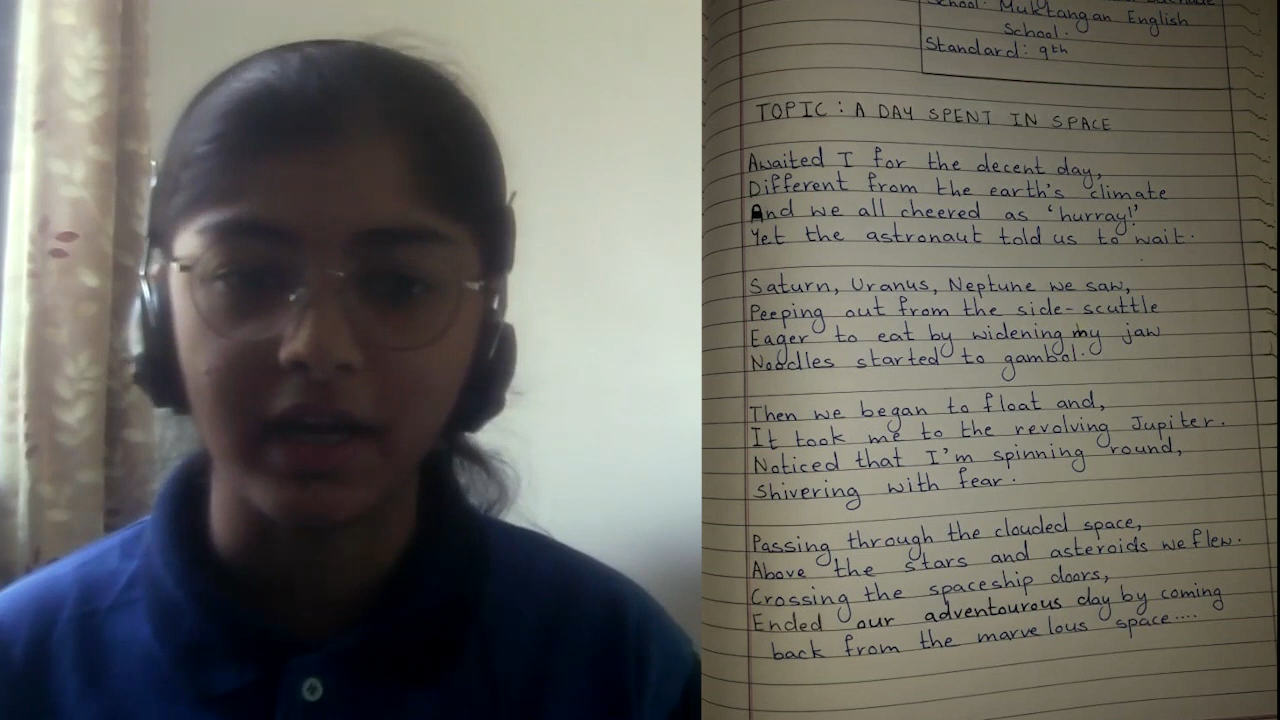 School: Muktangan English
School.
Standard: 9th
TOPIC: A DAY SPENT IN SPACE
Awaited I for the decent day,
Different from the earth's climate
And we all cheered as 'hurray!'
Yet the astronaut told us to wait.
Saturn, Uranus, Neptune we saw,
Peeping out from the side-scuttle
Eager to eat by widening my jaw
Noodles started to gambol.
Then we began to float and,
It took me to the revolving Jupiter.
Noticed that I'm spinning round,
Shivering with fear.
Passing through the clouded space,
Above the stars and asteroids we flew.
Crossing the spaceship doors,
Ended our adventourous day by coming
back from the marvelous space....